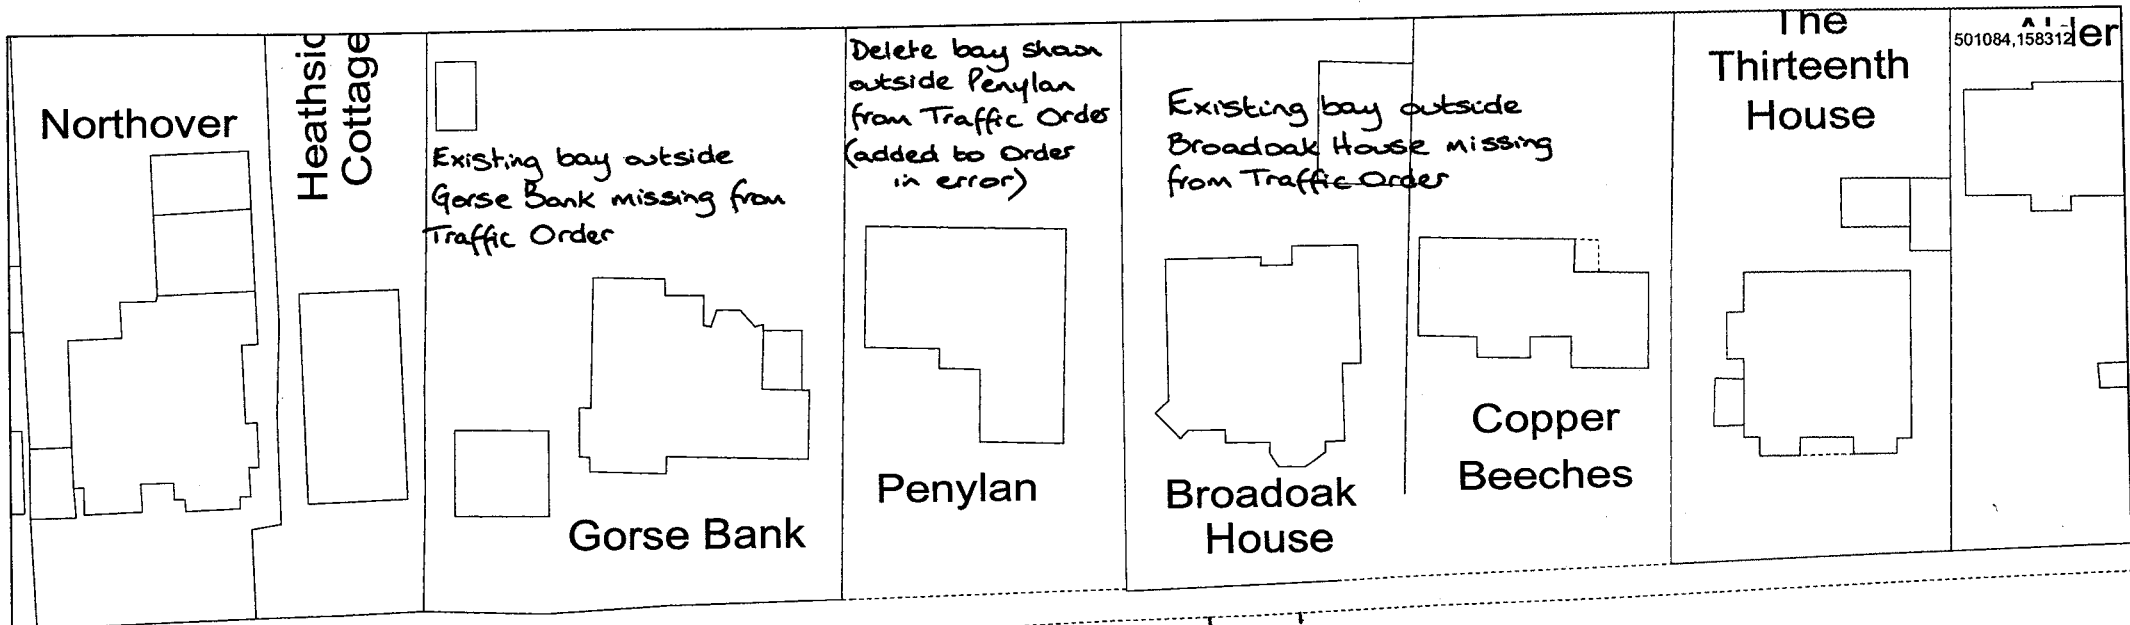 Northover
Heathsic
Cottage
Existing bay outside
Gorse Bank missing from
Traffic Order
Gorse Bank
Delete bay shown
outside Penylan
from Traffic Order
(added to Order
in error)
Penylan
Existing bay outside
Broadoak House missing
from Traffic Order
Broadoak
House
Copper
Beeches
The
Thirteenth
House
501084,158312